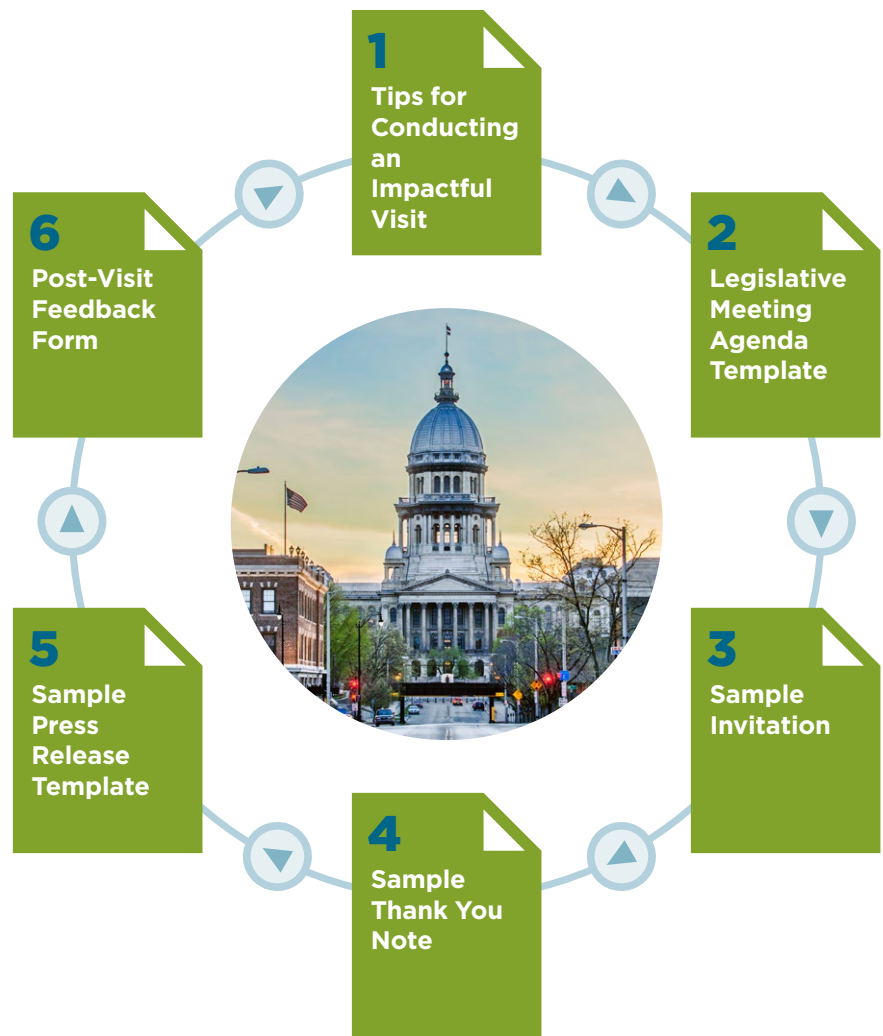 1
Tips for
Conducting
an
Impactful
Visit
2
Legislative
Meeting
Agenda
Template
3
Sample
Invitation
4
Sample
Thank You
Note
5
Sample
Press
Release
Template
6
Post-Visit
Feedback
Form